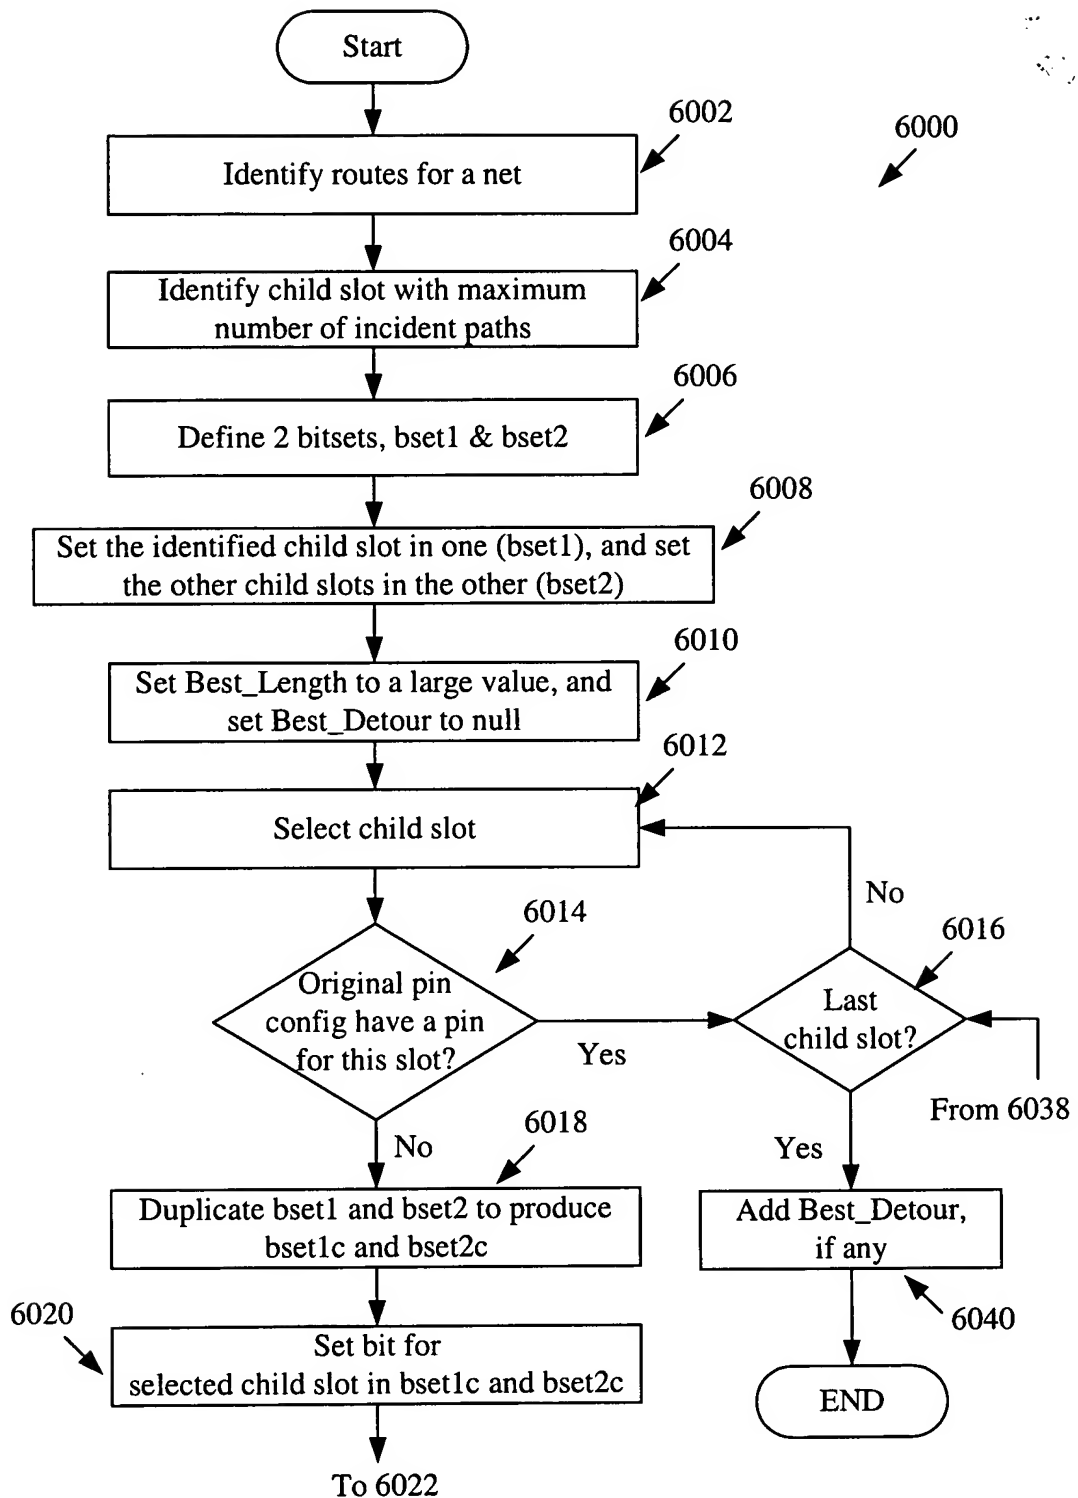 Start
6002
6000
Identify routes for a net
6004
Identify child slot with maximum
number of incident paths
6006
Define 2 bitsets, bset1 & bset2
6008
Set the identified child slot in one (bset1), and set
the other child slots in the other (bset2)
6010
Set Best_Length to a large value, and
set Best_Detour to null
6012
Select child slot
No
6014
6016
Original pin
config have a pin
for this slot?
Yes
Last
child slot?
From 6038
No
6018
Yes
Duplicate bset1 and bset2 to produce
bset1c and bset2c
Add Best_Detour,
if any
6020
6040
Set bit for
selected child slot in bset1c and bset2c
END
To 6022